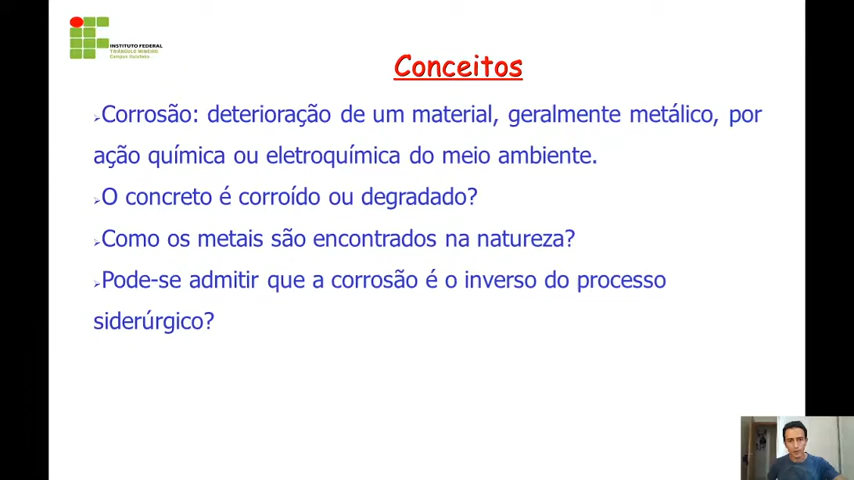 INSTITUTO FEDERAL
TRIÂNGULO MINEIRO
Conceitos
Corrosão: deterioração de um material, geralmente metálico, por
ação química ou eletroquímica do meio ambiente.
O concreto é corroído ou degradado?
Como os metais são encontrados na natureza?
Pode-se admitir que a corrosão é o inverso do processo
siderúrgico?